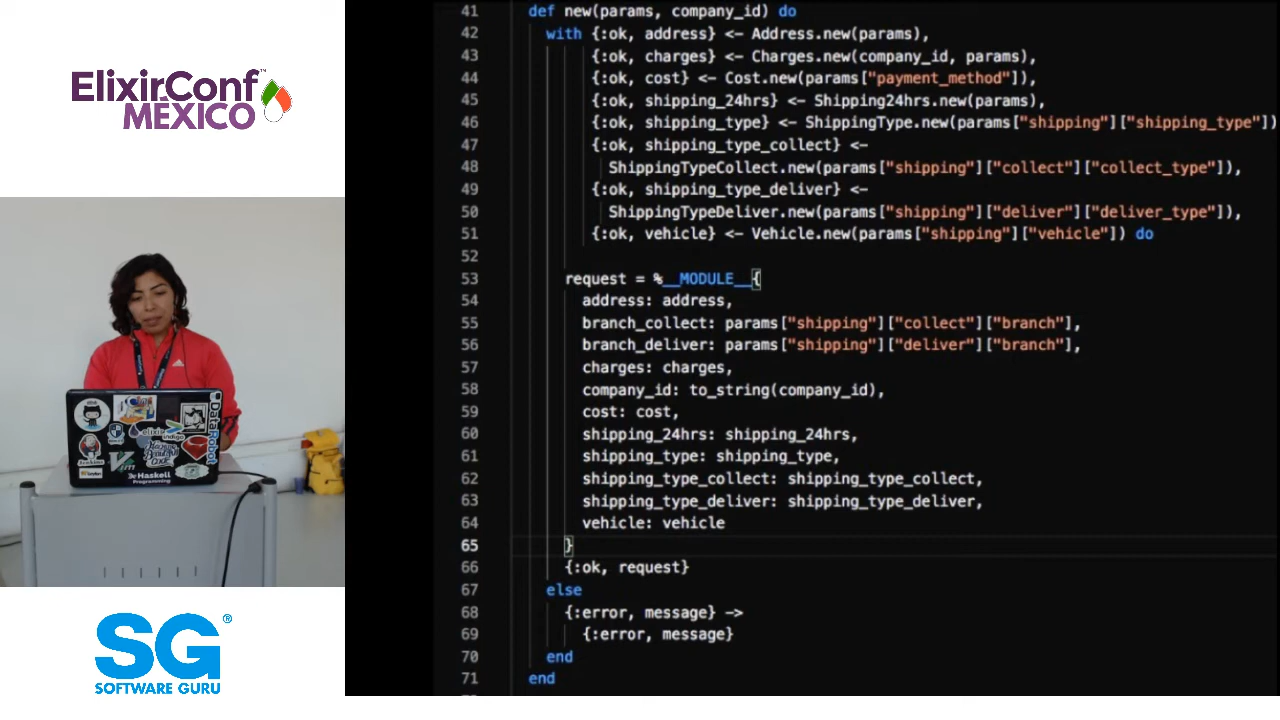 ElixirConf™
MÉXICO
elixir
indigo
DataRobot
Haskell
Programming
SG®
SOFTWARE GURU
41 def new(params, company_id) do
42 with {:ok, address} <- Address.new(params),
43 {:ok, charges} <- Charges.new(company_id, params),
44 {:ok, cost} <- Cost.new(params["payment_method"]),
45 {:ok, shipping_24hrs} <- Shipping24hrs.new(params),
46 {:ok, shipping_type} <- ShippingType.new(params["shipping"]["shipping_type"])
47 {:ok, shipping_type_collect} <-
48 ShippingTypeCollect.new(params["shipping"]["collect"]["collect_type"]),
49 {:ok, shipping_type_deliver} <-
50 ShippingTypeDeliver.new(params["shipping"]["deliver"]["deliver_type"]),
51 {:ok, vehicle} <- Vehicle.new(params["shipping"]["vehicle"]) do
52
53 request = %__MODULE__{
54 address: address,
55 branch_collect: params["shipping"]["collect"]["branch"],
56 branch_deliver: params["shipping"]["deliver"]["branch"],
57 charges: charges,
58 company_id: to_string(company_id),
59 cost: cost,
60 shipping_24hrs: shipping_24hrs,
61 shipping_type: shipping_type,
62 shipping_type_collect: shipping_type_collect,
63 shipping_type_deliver: shipping_type_deliver,
64 vehicle: vehicle
65 }
66 {:ok, request}
67 else
68 {:error, message} ->
69 {:error, message}
70 end
71 end